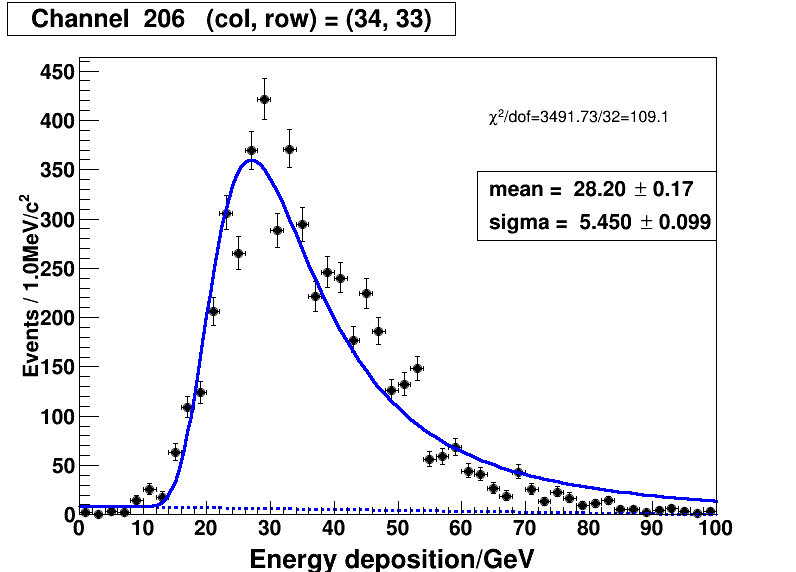 Channel 206 (col, row) = (34, 33)
χ²/dof=3491.73/32=109.1
mean = 28.20 ± 0.17
sigma = 5.450 ± 0.099
Events / 1.0MeV/c²
450
400
350
300
250
200
150
100
50
0
0 10 20 30 40 50 60 70 80 90 100
Energy deposition/GeV